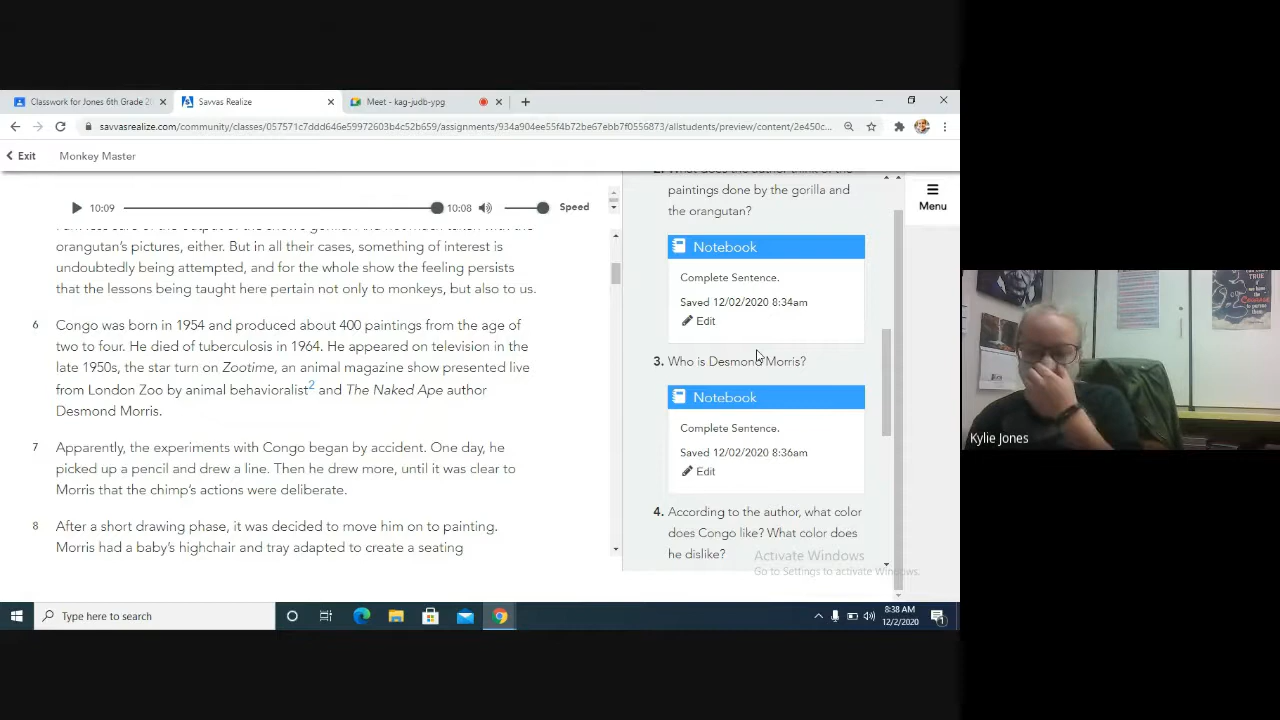 Classwork for Jones 6th Grade 2
Savvas Realize
Meet - kag-judb-ypg
savvasrealize.com/community/classes/057571c7ddd646e59972603b4c52b659/assignments/934a904ee55f4b72be67ebb7f0556873/allstudents/preview/content/2e450c...
Exit
Monkey Master
Menu
10:09
10:08
Speed
orangutan's pictures, either. But in all their cases, something of interest is
undoubtedly being attempted, and for the whole show the feeling persists
that the lessons being taught here pertain not only to monkeys, but also to us.
6 Congo was born in 1954 and produced about 400 paintings from the age of
two to four. He died of tuberculosis in 1964. He appeared on television in the
late 1950s, the star turn on Zootime, an animal magazine show presented live
from London Zoo by animal behavioralist2 and The Naked Ape author
Desmond Morris.
7 Apparently, the experiments with Congo began by accident. One day, he
picked up a pencil and drew a line. Then he drew more, until it was clear to
Morris that the chimp's actions were deliberate.
8 After a short drawing phase, it was decided to move him on to painting.
Morris had a baby's highchair and tray adapted to create a seating
2. What does the author think of the
paintings done by the gorilla and
the orangutan?
Notebook
Complete Sentence.
Saved 12/02/2020 8:34am
Edit
3. Who is Desmond Morris?
Notebook
Complete Sentence.
Saved 12/02/2020 8:36am
Edit
4. According to the author, what color
does Congo like? What color does
he dislike?
Activate Windows
Go to Settings to activate Windows.
Type here to search
8:38 AM
12/2/2020
1
Kylie Jones